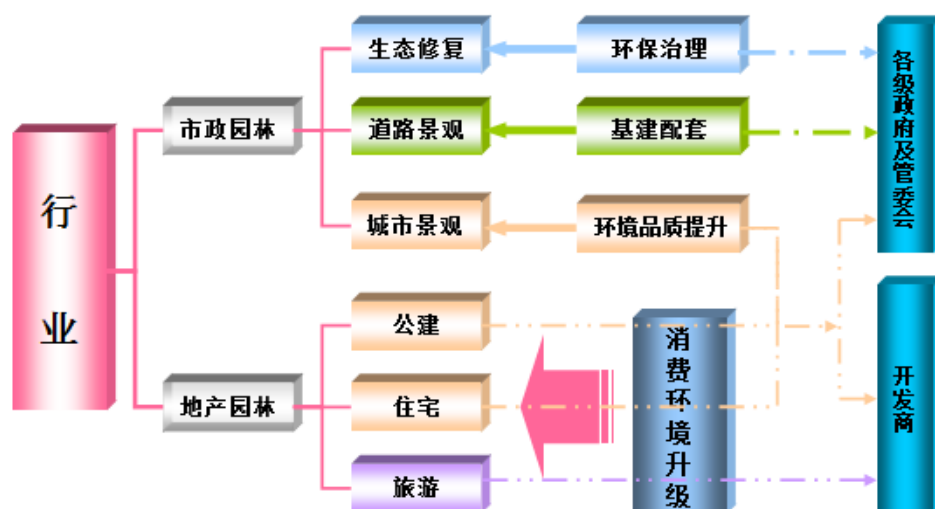 行业
市政园林
地产园林
生态修复
道路景观
城市景观
公建
住宅
旅游
环保治理
基建配套
环境品质提升
消费环境升级
各级政府及管委会
开发商